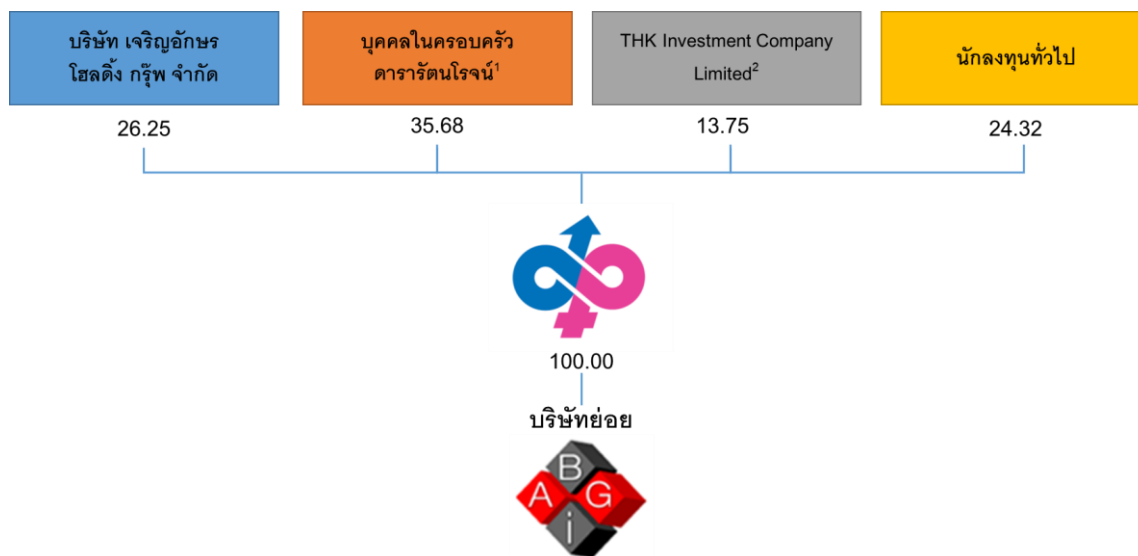 บริษัท เจริญอักษร
โฮลดิ้ง กรุ๊พ จำกัด
บุคคลในครอบครัว
ดารารัตนโรจน์¹
THK Investment Company
Limited²
นักลงทุนทั่วไป
26.25
35.68
13.75
24.32
100.00
บริษัทย่อย
B
A G
i